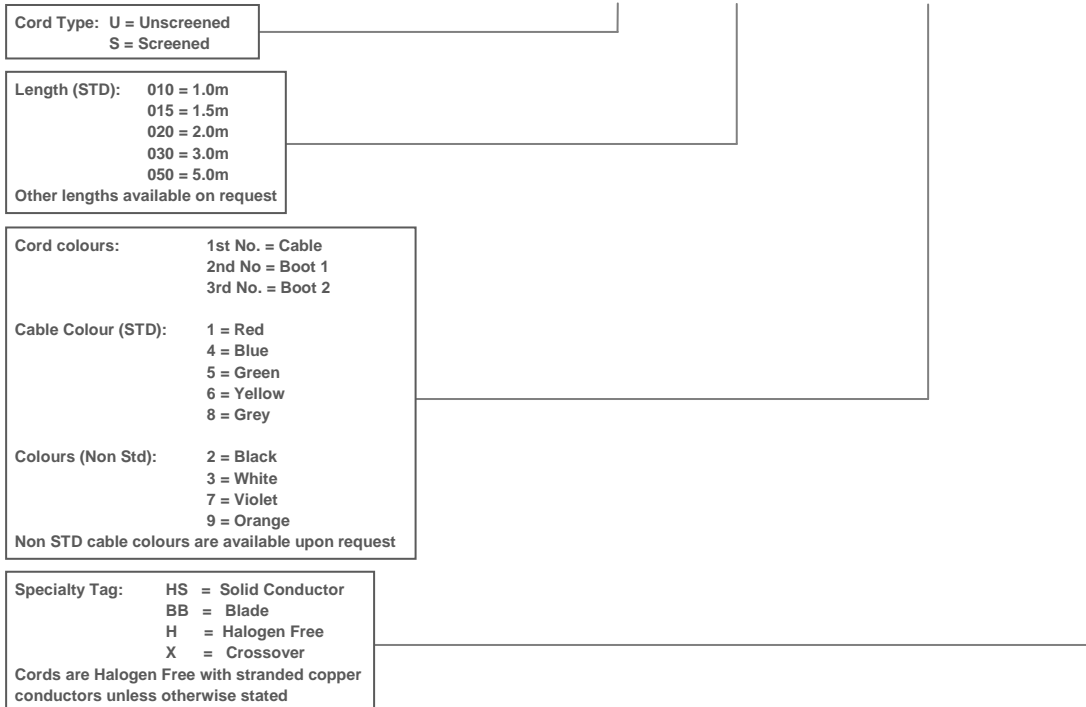 Cord Type: U = Unscreened
S = Screened
Length (STD): 010 = 1.0m
015 = 1.5m
020 = 2.0m
030 = 3.0m
050 = 5.0m
Other lengths available on request
Cord colours: 1st No. = Cable
2nd No = Boot 1
3rd No. = Boot 2
Cable Colour (STD): 1 = Red
4 = Blue
5 = Green
6 = Yellow
8 = Grey
Colours (Non Std): 2 = Black
3 = White
7 = Violet
9 = Orange
Non STD cable colours are available upon request
Specialty Tag: HS = Solid Conductor
BB = Blade
H = Halogen Free
X = Crossover
Cords are Halogen Free with stranded copper
conductors unless otherwise stated